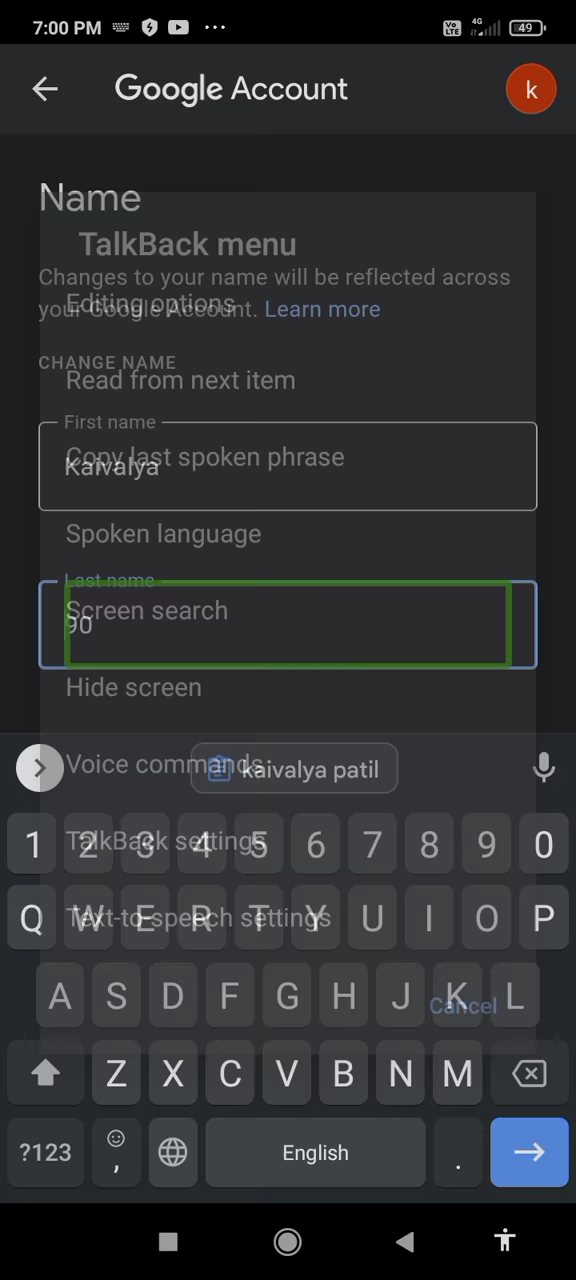 7:00 PM
Vo LTE 4G 49
Google Account
k
Name
TalkBack menu
Changes to your name will be reflected across
Editing options
your Google Account. Learn more
CHANGE NAME
Read from next item
First name
Copy last spoken phrase
Kaivalya
Spoken language
Last name
Screen search
90
Hide screen
Voice commands
kaivalya patil
1 2 3 4 5 6 7 8 9 0
TalkBack settings
Q W E R T Y U I O P
Text-to-speech settings
A S D F G H J K L
Cancel
Z X C V B N M
?123 , English .